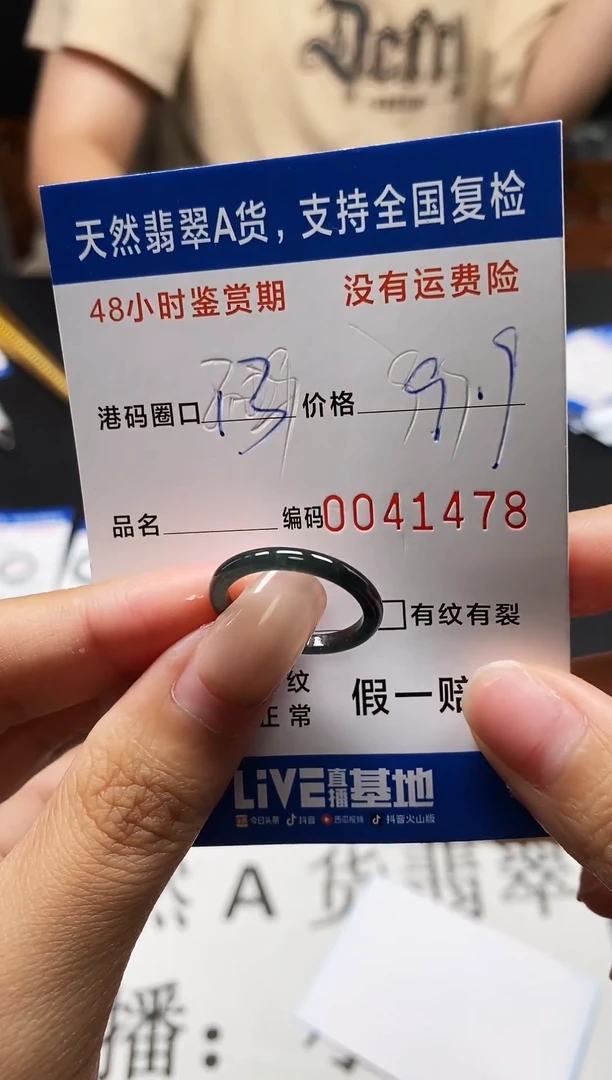 Defn
天然翡翠A货，支持全国复检
48小时鉴赏期 没有运费险
港码圈口 13 价格 9.9
品名 编码0041478
□有纹有裂
纹
正常 假一赔
LiVE直播基地
今日头条 抖音 西瓜视频 抖音火山版
A货翡翠
播：